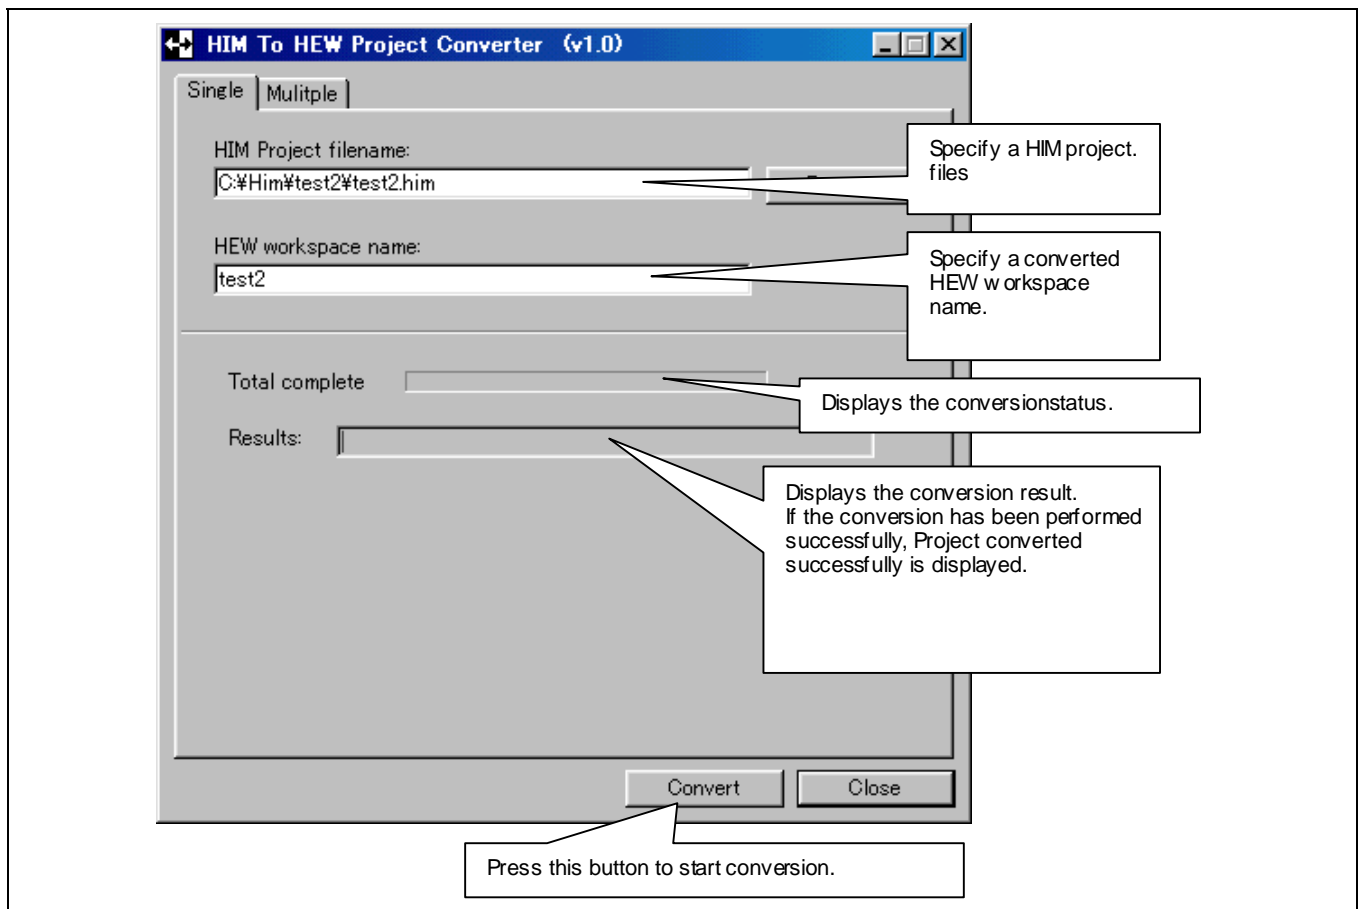 HIM To HEW Project Converter (v1.0)
Single Mulitple
HIM Project filename:
C:¥Him¥test2¥test2.him
Specify a HIM project.
files
HEW workspace name:
test2
Specify a converted
HEW workspace
name.
Total complete
Displays the conversionstatus.
Results:
Displays the conversion result.
If the conversion has been performed
successfully, Project converted
successfully is displayed.
Convert Close
Press this button to start conversion.